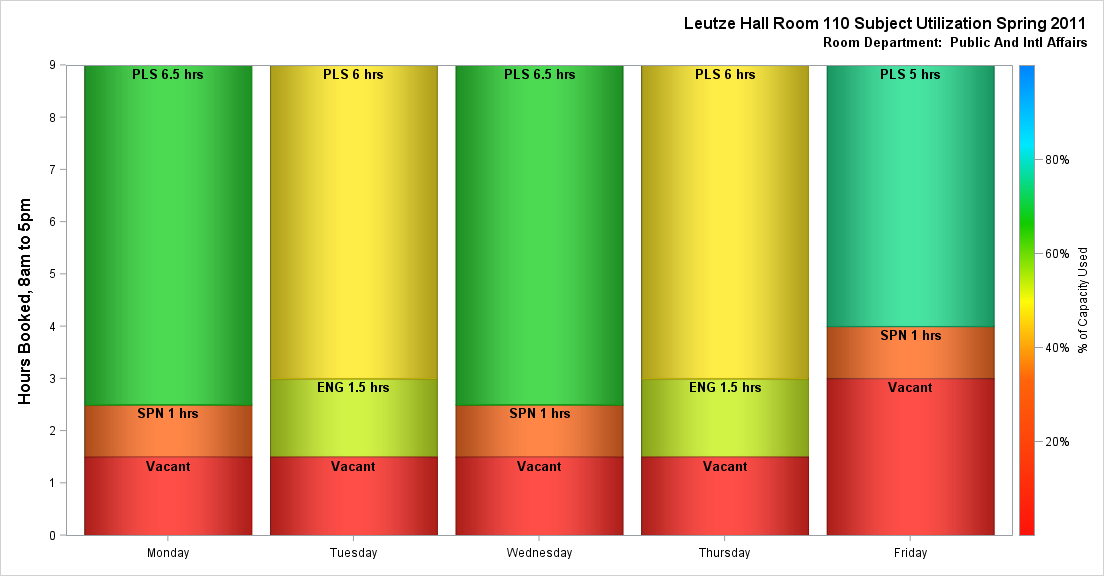 Leutze Hall Room 110 Subject Utilization Spring 2011
Room Department:  Public And Intl Affairs
Hours Booked, 8am to 5pm
9
8
7
6
5
4
3
2
1
0
PLS 6.5 hrs
SPN 1 hrs
Vacant
PLS 6 hrs
ENG 1.5 hrs
Vacant
PLS 6.5 hrs
SPN 1 hrs
Vacant
PLS 6 hrs
ENG 1.5 hrs
Vacant
PLS 5 hrs
SPN 1 hrs
Vacant
Monday
Tuesday
Wednesday
Thursday
Friday
80%
60%
40%
20%
% of Capacity Used